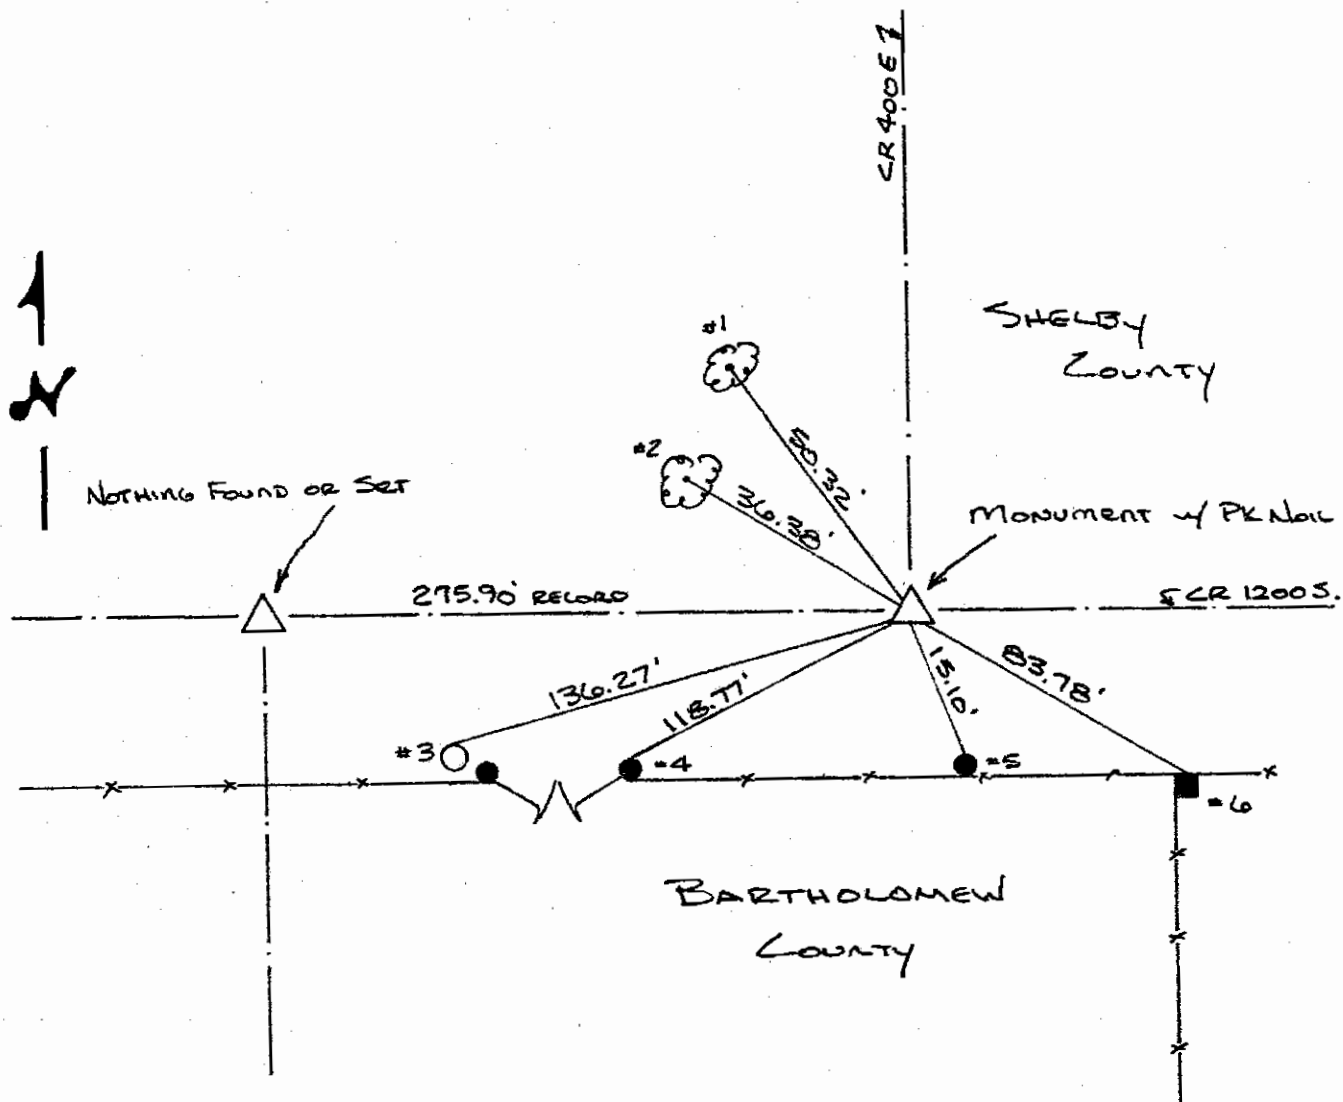 CR 400 E
#1
SHELBY
COUNTY
#2
50.32'
36.38'
N
NOTHING FOUND OR SET
MONUMENT w/ PK NAIL
275.90' RECORD
CR 1200 S.
136.27'
118.77'
15.10'
83.78'
#3
#4
#5
#6
BARTHOLOMEW
COUNTY